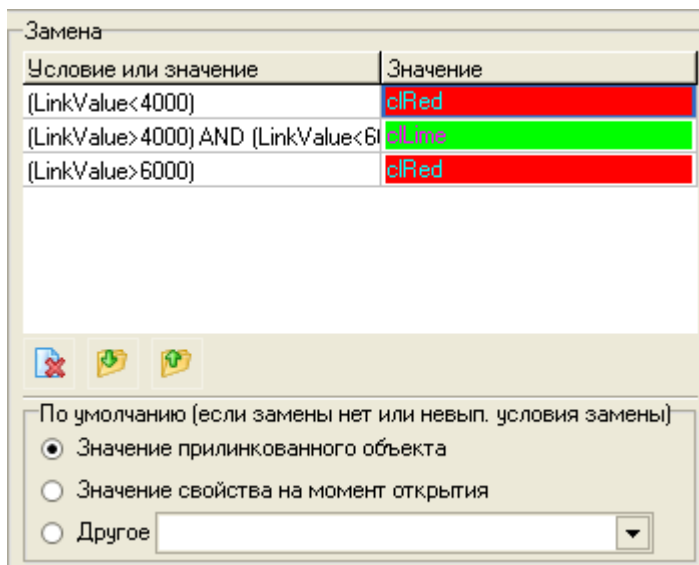 Замена
Условие или значение Значение
(LinkValue<4000) clRed
(LinkValue>4000) AND (LinkValue<6 clLime
(LinkValue>6000) clRed
По умолчанию (если замены нет или невып. условия замены)
Значение прилинкованного объекта
Значение свойства на момент открытия
Другое